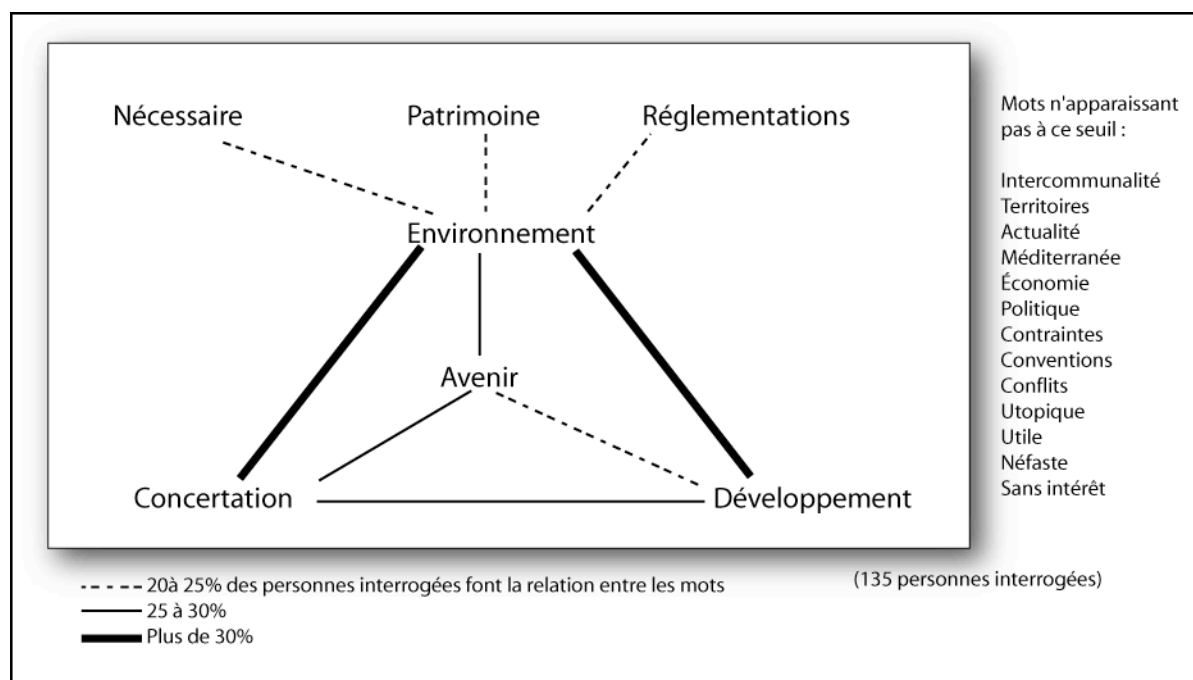 Nécessaire
Patrimoine
Réglementations
Environnement
Avenir
Concertation
Développement
Mots n'apparaissant
pas à ce seuil :
Intercommunalité
Territoires
Actualité
Méditerranée
Économie
Politique
Contraintes
Conventions
Conflits
Utopique
Utile
Néfaste
Sans intérêt
20à 25% des personnes interrogées font la relation entre les mots
25 à 30%
Plus de 30%
(135 personnes interrogées)